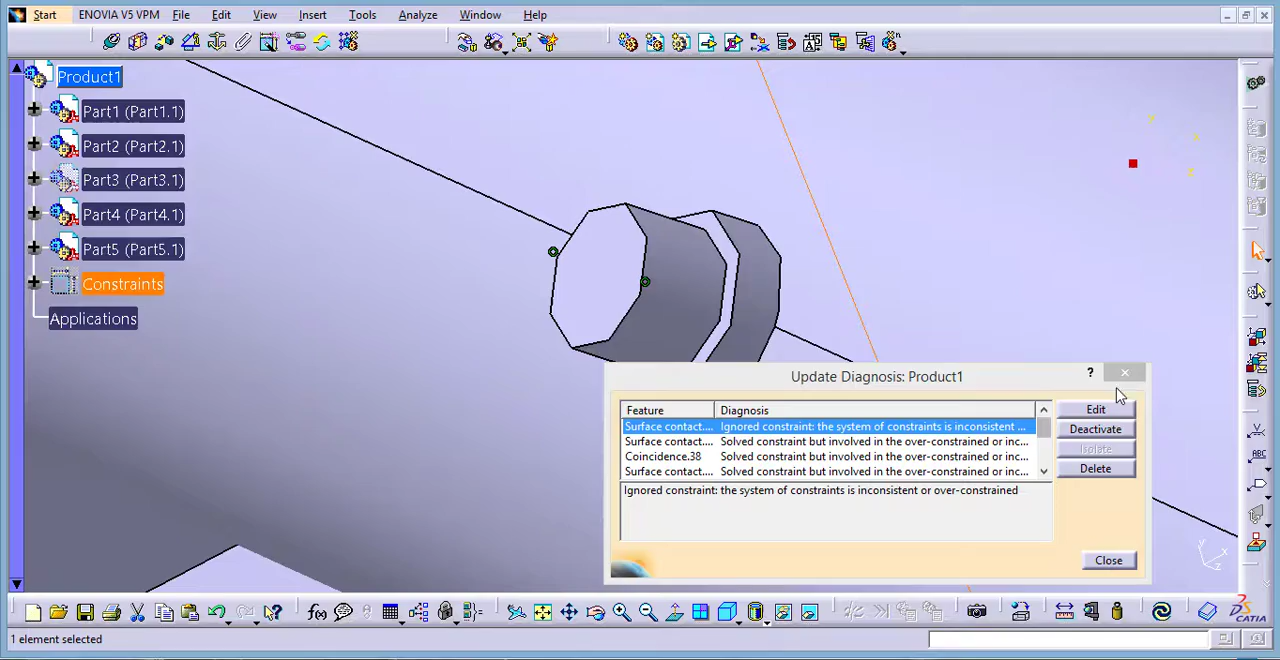 Start ENOVIA V5 VPM File Edit View Insert Tools Analyze Window Help
Product1
Part1 (Part1.1)
Part2 (Part2.1)
Part3 (Part3.1)
Part4 (Part4.1)
Part5 (Part5.1)
Constraints
Applications
Update Diagnosis: Product1
?
Feature Diagnosis
Surface contact.... Ignored constraint: the system of constraints is inconsistent ...
Surface contact.... Solved constraint but involved in the over-constrained or inc...
Coincidence.38 Solved constraint but involved in the over-constrained or inc...
Surface contact.... Solved constraint but involved in the over-constrained or inc...
Edit
Deactivate
Isolate
Delete
Ignored constraint: the system of constraints is inconsistent or over-constrained
Close
ABC
y
x
z
f(x)
CATIA
1 element selected